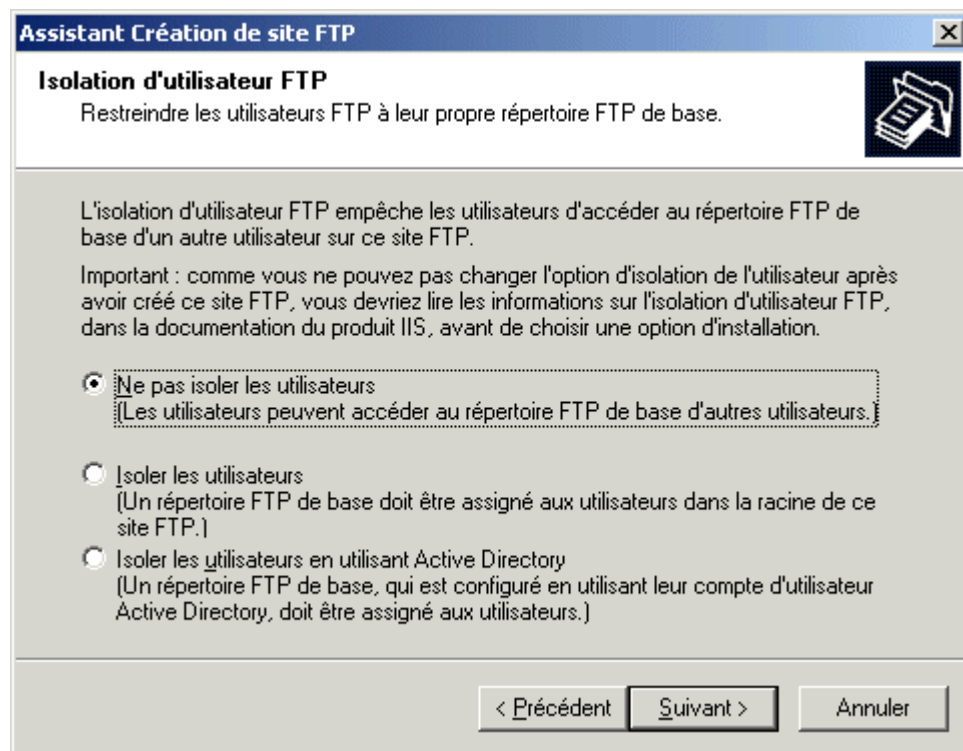 Assistant Création de site FTP
Isolation d'utilisateur FTP
Restreindre les utilisateurs FTP à leur propre répertoire FTP de base.
L'isolation d'utilisateur FTP empêche les utilisateurs d'accéder au répertoire FTP de
base d'un autre utilisateur sur ce site FTP.
Important : comme vous ne pouvez pas changer l'option d'isolation de l'utilisateur après
avoir créé ce site FTP, vous devriez lire les informations sur l'isolation d'utilisateur FTP,
dans la documentation du produit IIS, avant de choisir une option d'installation.
Ne pas isoler les utilisateurs
(Les utilisateurs peuvent accéder au répertoire FTP de base d'autres utilisateurs.)
Isoler les utilisateurs
(Un répertoire FTP de base doit être assigné aux utilisateurs dans la racine de ce
site FTP.)
Isoler les utilisateurs en utilisant Active Directory
(Un répertoire FTP de base, qui est configuré en utilisant leur compte d'utilisateur
Active Directory, doit être assigné aux utilisateurs.)
< Précédent
Suivant >
Annuler